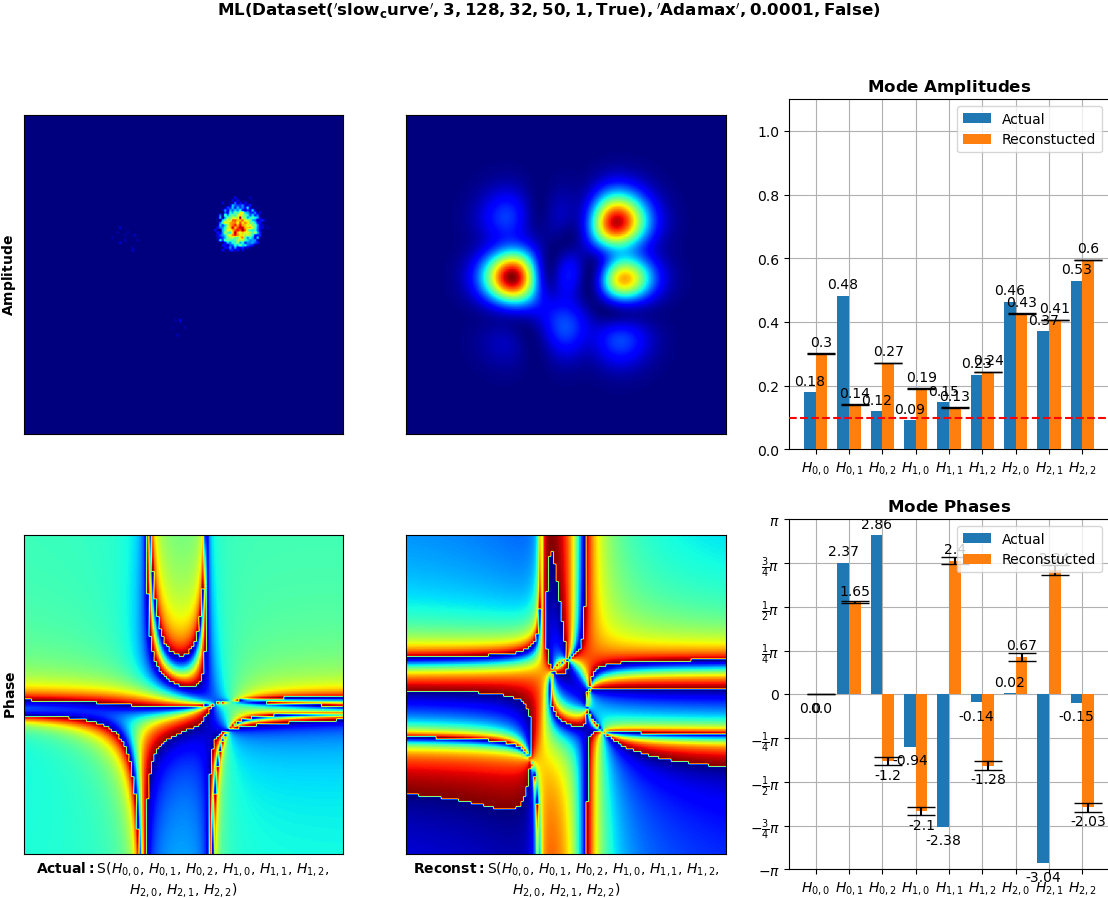 ML(Dataset('slow_curve', 3, 128, 32, 50, 1, True), 'Adamax', 0.0001, False)
Mode Amplitudes
Actual
Reconstucted
1.0
0.8
0.6
0.4
0.2
0.0
0.18
0.3
0.48
0.14
0.12
0.27
0.09
0.19
0.15
0.13
0.23
0.24
0.46
0.43
0.37
0.41
0.53
0.6
H0,0 H0,1 H0,2 H1,0 H1,1 H1,2 H2,0 H2,1 H2,2
Amplitude
Mode Phases
Actual
Reconstucted
π
3/4π
1/2π
1/4π
0
−1/4π
−1/2π
−3/4π
−π
0.0
0.0
2.37
1.65
2.86
-1.2
-0.94
-2.1
-2.38
-0.14
-1.28
0.02
0.67
-3.04
-0.15
-2.03
H0,0 H0,1 H0,2 H1,0 H1,1 H1,2 H2,0 H2,1 H2,2
Phase
Actual: S(H0,0, H0,1, H0,2, H1,0, H1,1, H1,2,
H2,0, H2,1, H2,2)
Reconst: S(H0,0, H0,1, H0,2, H1,0, H1,1, H1,2,
H2,0, H2,1, H2,2)